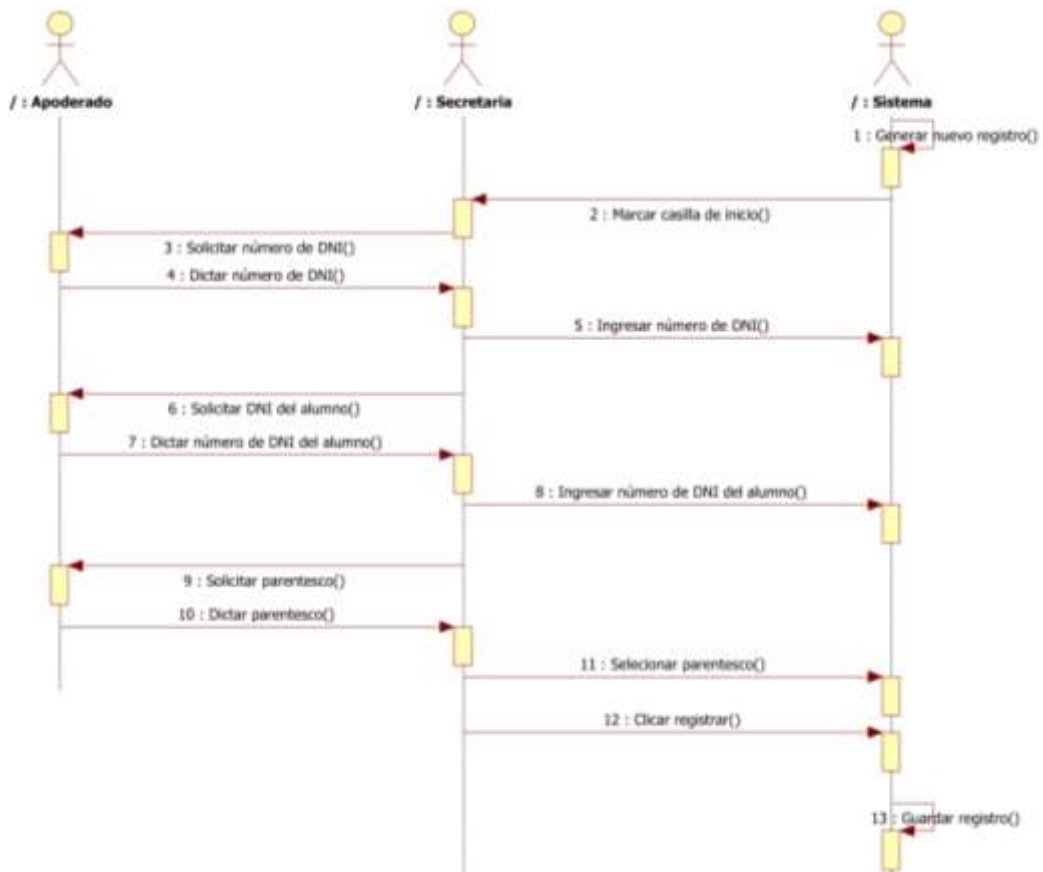 / : Apoderado
/ : Secretaria
/ : Sistema
1 : Generar nuevo registro()
2 : Marcar casilla de inicio()
3 : Solicitar número de DNI()
4 : Dictar número de DNI()
5 : Ingresar número de DNI()
6 : Solicitar DNI del alumno()
7 : Dictar número de DNI del alumno()
8 : Ingresar número de DNI del alumno()
9 : Solicitar parentesco()
10 : Dictar parentesco()
11 : Selecionar parentesco()
12 : Clicar registrar()
13 : Guardar registro()